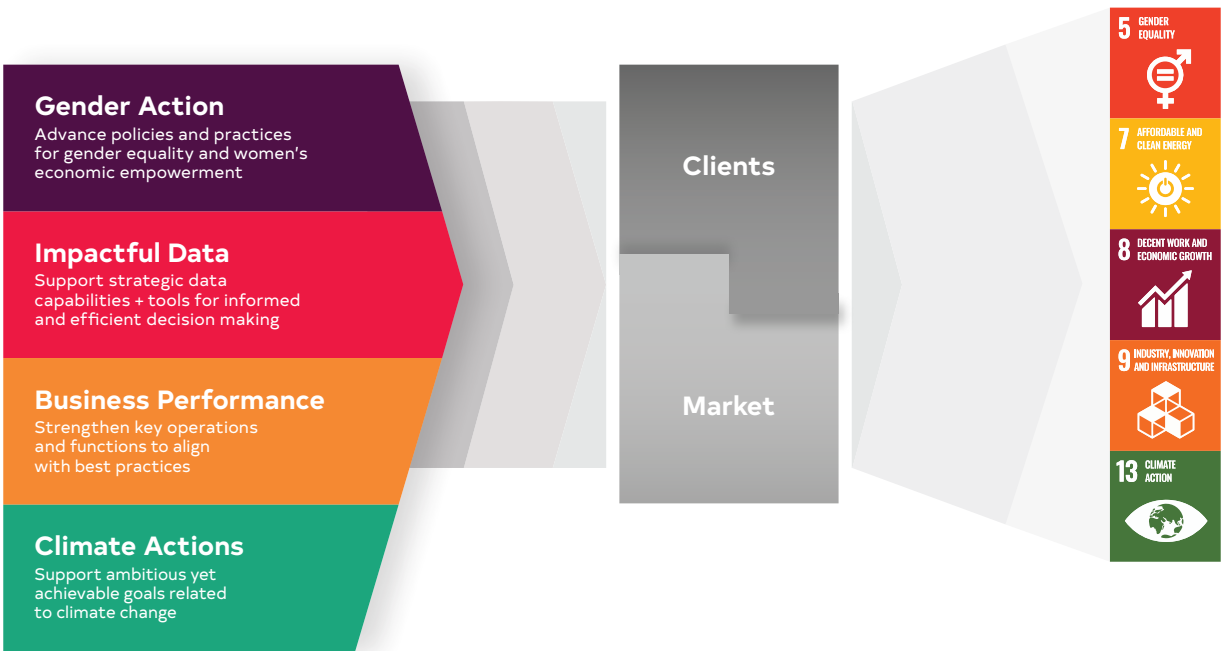 Gender Action
Advance policies and practices
for gender equality and women's
economic empowerment
Impactful Data
Support strategic data
capabilities + tools for informed
and efficient decision making
Business Performance
Strengthen key operations
and functions to align
with best practices
Climate Actions
Support ambitious yet
achievable goals related
to climate change
Clients
Market
5 GENDER
EQUALITY
7 AFFORDABLE AND
CLEAN ENERGY
8 DECENT WORK AND
ECONOMIC GROWTH
9 INDUSTRY, INNOVATION
AND INFRASTRUCTURE
13 CLIMATE
ACTION